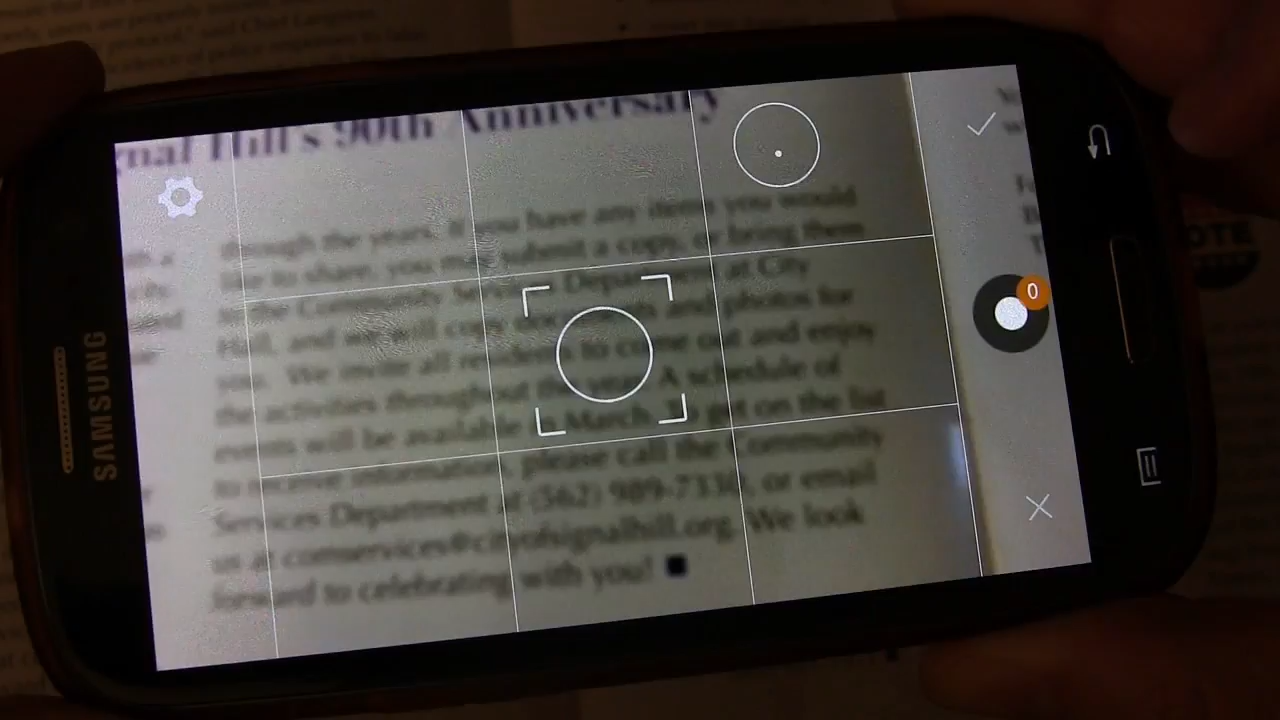 gnal Hill's 90th Anniversary
through the years. If you have any items you would
like to share, you may submit a copy, or bring them
to the Community Services Department at City
Hall, and we will copy documents and photos for
you. We invite all residents to come out and enjoy
the activities throughout the year. A schedule of
events will be available in March. To get on the list
to receive information, please call the Community
Services Department at (562) 989-7330, or email
us at comservices@cityofsignalhill.org. We look
forward to celebrating with you!
0
SAMSUNG